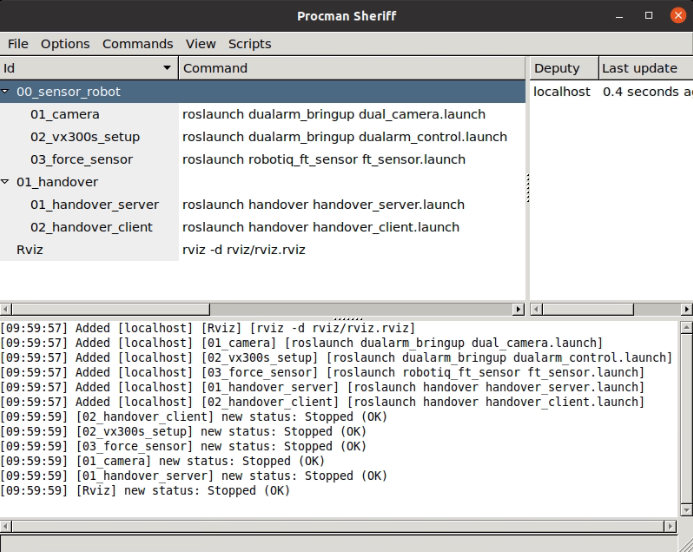 Procman Sheriff
File Options Commands View Scripts
Id Command Deputy Last update
00_sensor_robot localhost 0.4 seconds
01_camera roslaunch dualarm_bringup dual_camera.launch
02_vx300s_setup roslaunch dualarm_bringup dualarm_control.launch
03_force_sensor roslaunch robotiq_ft_sensor ft_sensor.launch
01_handover
01_handover_server roslaunch handover handover_server.launch
02_handover_client roslaunch handover handover_client.launch
Rviz rviz -d rviz/rviz.rviz
[09:59:57] Added [localhost] [Rviz] [rviz -d rviz/rviz.rviz]
[09:59:57] Added [localhost] [01_camera] [roslaunch dualarm_bringup dual_camera.launch]
[09:59:57] Added [localhost] [02_vx300s_setup] [roslaunch dualarm_bringup dualarm_control.launch]
[09:59:57] Added [localhost] [03_force_sensor] [roslaunch robotiq_ft_sensor ft_sensor.launch]
[09:59:57] Added [localhost] [01_handover_server] [roslaunch handover handover_server.launch]
[09:59:57] Added [localhost] [02_handover_client] [roslaunch handover handover_client.launch]
[09:59:59] [02_handover_client] new status: Stopped (OK)
[09:59:59] [02_vx300s_setup] new status: Stopped (OK)
[09:59:59] [03_force_sensor] new status: Stopped (OK)
[09:59:59] [01_camera] new status: Stopped (OK)
[09:59:59] [01_handover_server] new status: Stopped (OK)
[09:59:59] [Rviz] new status: Stopped (OK)